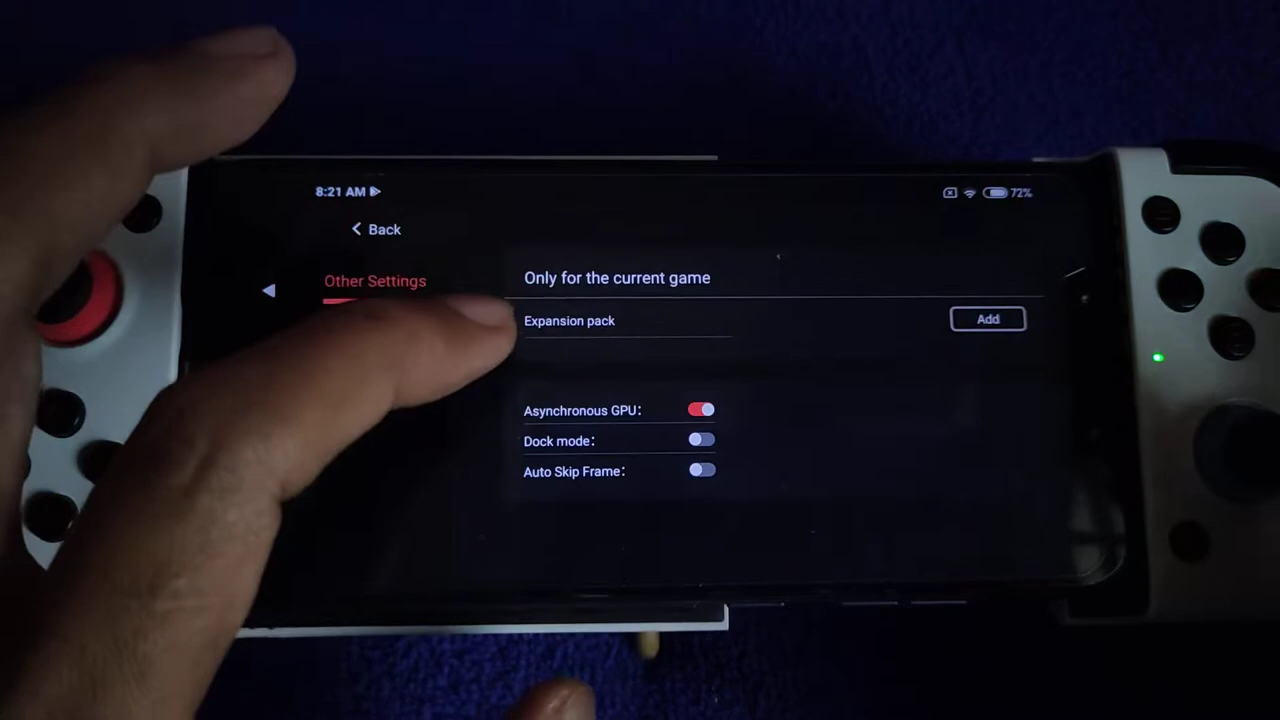 8:21 AM
72%
Back
Other Settings
Only for the current game
Expansion pack
Add
Asynchronous GPU:
Dock mode:
Auto Skip Frame: